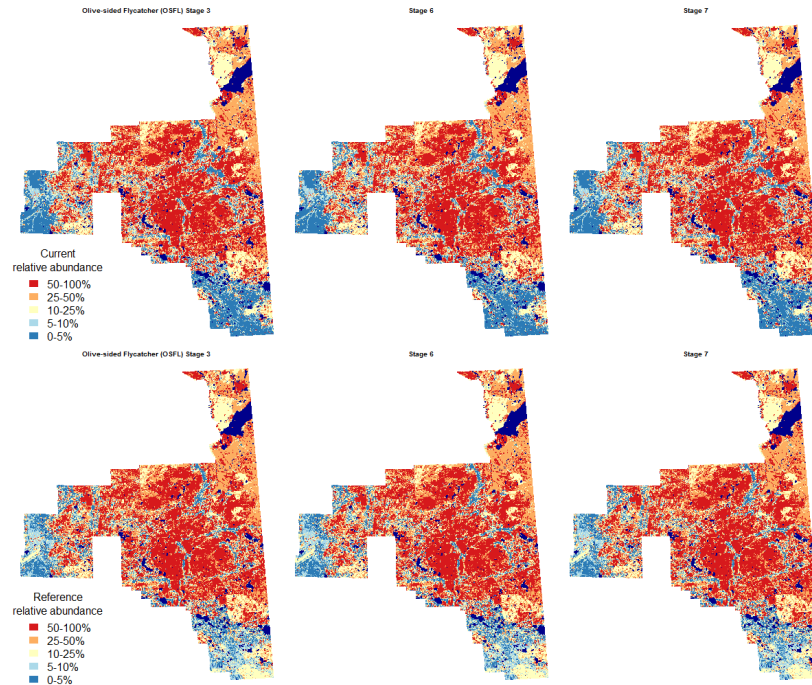 Olive-sided Flycatcher (OSFL) Stage 3
Stage 6
Stage 7
Current
relative abundance
50-100%
25-50%
10-25%
5-10%
0-5%
Olive-sided Flycatcher (OSFL) Stage 3
Stage 6
Stage 7
Reference
relative abundance
50-100%
25-50%
10-25%
5-10%
0-5%